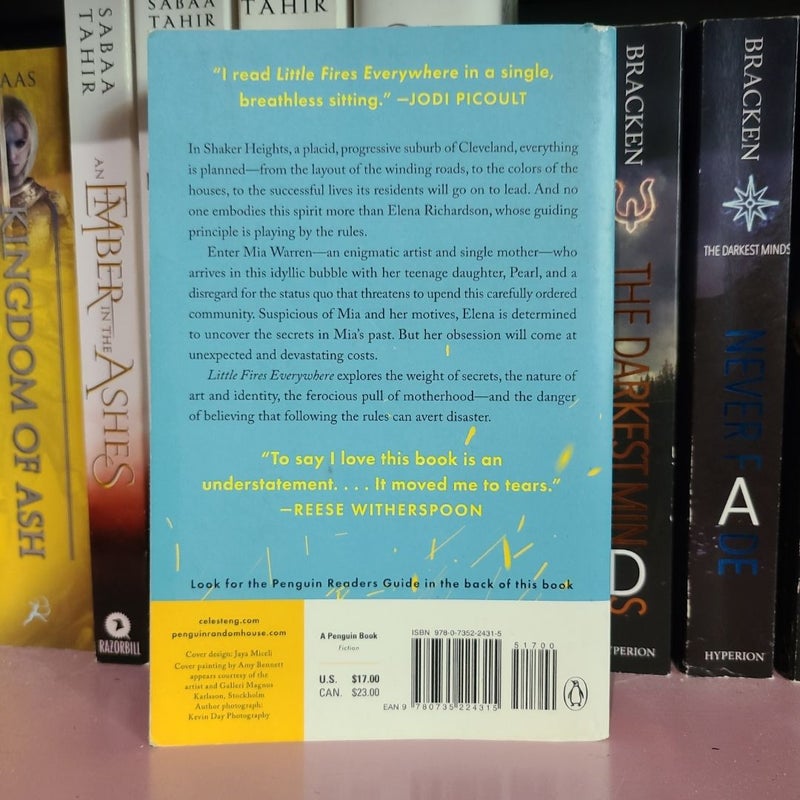 AAS
KINGDOM OF ASH
SABAA TAHIR
AN EMBER IN THE ASHES
RAZORBILL
SABAA
TAHIR
TAHIR
“I read Little Fires Everywhere in a single,
breathless sitting.” —JODI PICOULT
In Shaker Heights, a placid, progressive suburb of Cleveland, everything
is planned—from the layout of the winding roads, to the colors of the
houses, to the successful lives its residents will go on to lead. And no
one embodies this spirit more than Elena Richardson, whose guiding
principle is playing by the rules.
Enter Mia Warren—an enigmatic artist and single mother—who
arrives in this idyllic bubble with her teenage daughter, Pearl, and a
disregard for the status quo that threatens to upend this carefully ordered
community. Suspicious of Mia and her motives, Elena is determined
to uncover the secrets in Mia’s past. But her obsession will come at
unexpected and devastating costs.
Little Fires Everywhere explores the weight of secrets, the nature of
art and identity, the ferocious pull of motherhood—and the danger
of believing that following the rules can avert disaster.
“To say I love this book is an
understatement. . . . It moved me to tears.”
—REESE WITHERSPOON
Look for the Penguin Readers Guide in the back of this book
celesteng.com
penguinrandomhouse.com
Cover design: Jaya Miceli
Cover painting by Amy Bennett
appears courtesy of the
artist and Galleri Magnus
Karlsson, Stockholm
Author photograph:
Kevin Day Photography
A Penguin Book
Fiction
U.S. $17.00
CAN. $23.00
ISBN 978-0-7352-2431-5
51700
EAN 9 780735 224315
BRACKEN
THE DARKEST MINDS
HYPERION
BRACKEN
THE DARKEST MINDS
NEVER FADE
HYPERION